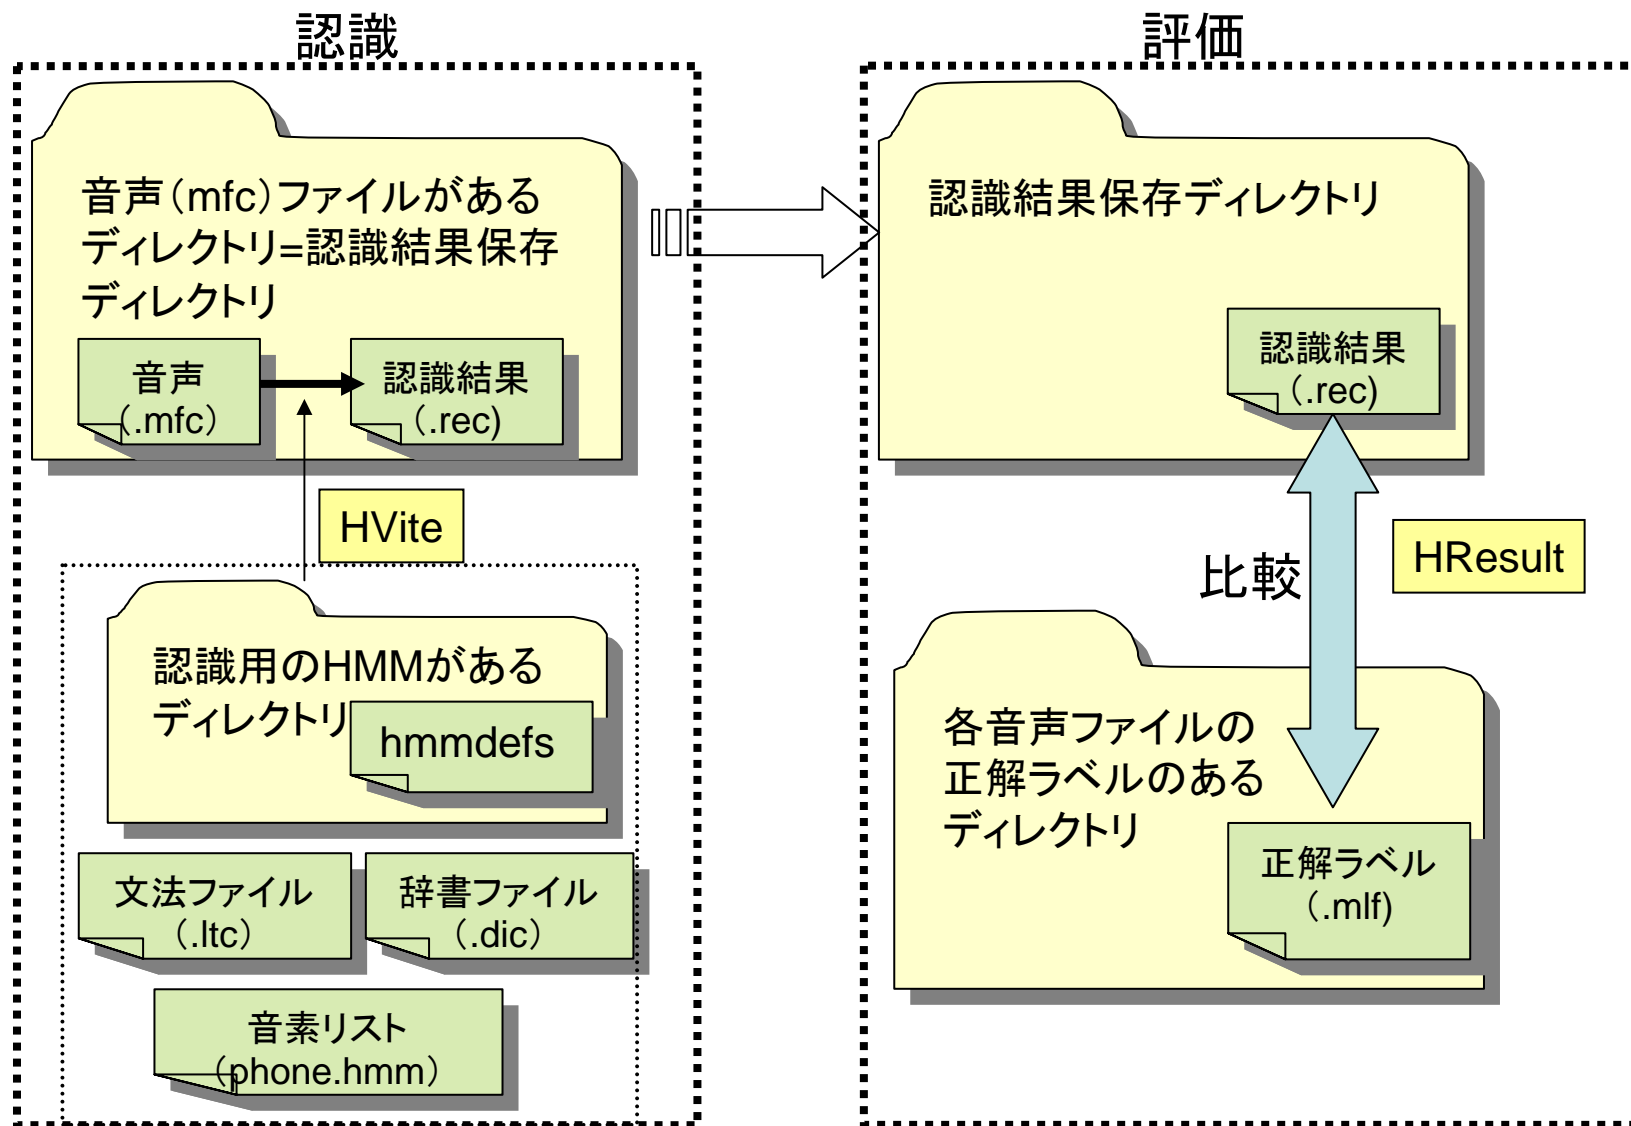 認識
音声（mfc）ファイルがある
ディレクトリ=認識結果保存
ディレクトリ
音声
（.mfc）
認識結果
（.rec)
HVite
認識用のHMMがある
ディレクトリ
hmmdefs
文法ファイル
（.ltc）
辞書ファイル
（.dic）
音素リスト
（phone.hmm）
評価
認識結果保存ディレクトリ
認識結果
（.rec)
比較
HResult
各音声ファイルの
正解ラベルのある
ディレクトリ
正解ラベル
（.mlf)